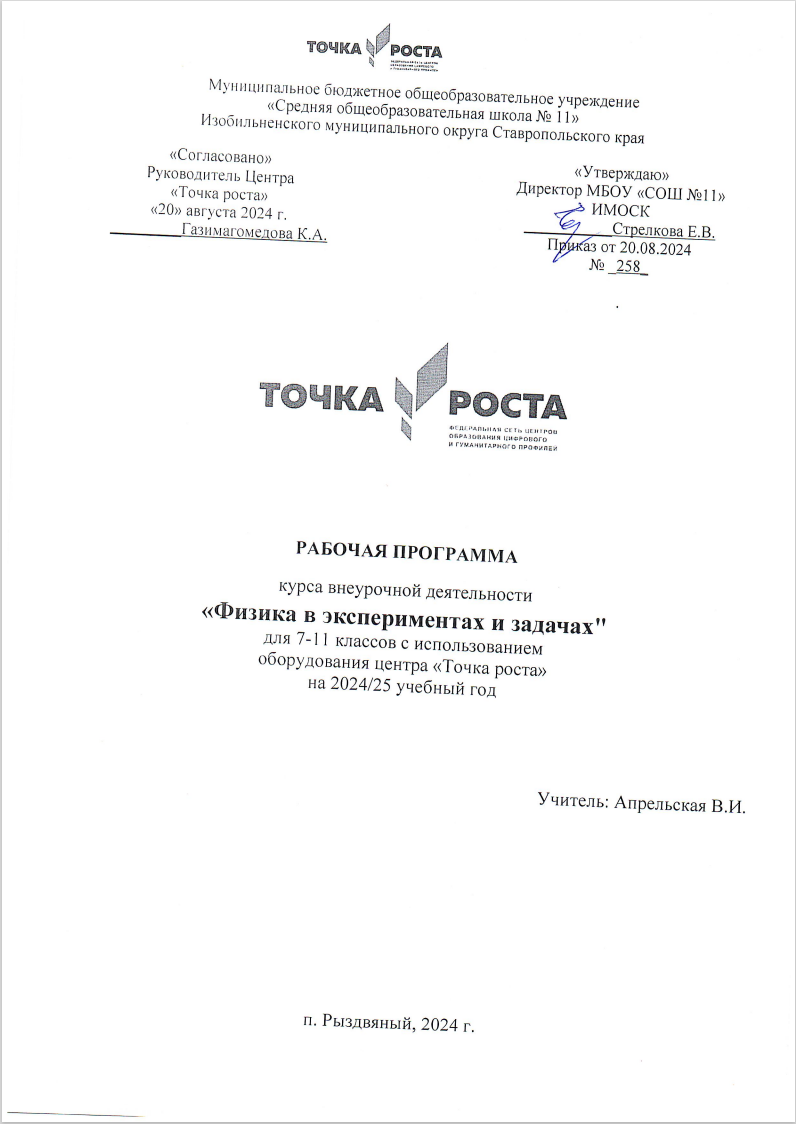 ТОЧКА РОСТА
Муниципальное бюджетное общеобразовательное учреждение
«Средняя общеобразовательная школа № 11»
Изобильненского муниципального округа Ставропольского края
«Согласовано»
Руководитель Центра
«Точка роста»
«20» августа 2024 г.
Газимагомедова К.А.
«Утверждаю»
Директор МБОУ «СОШ №11»
ИМОСК
Стрелкова Е.В.
Приказ от 20.08.2024
№ _258_
ТОЧКА РОСТА
ФЕДЕРАЛЬНАЯ СЕТЬ ЦЕНТРОВ
ОБРАЗОВАНИЯ ЦИФРОВОГО
И ГУМАНИТАРНОГО ПРОФИЛЕЙ
РАБОЧАЯ ПРОГРАММА
курса внеурочной деятельности
«Физика в экспериментах и задачах"
для 7-11 классов с использованием
оборудования центра «Точка роста»
на 2024/25 учебный год
Учитель: Апрельская В.И.
п. Рыздвяный, 2024 г.